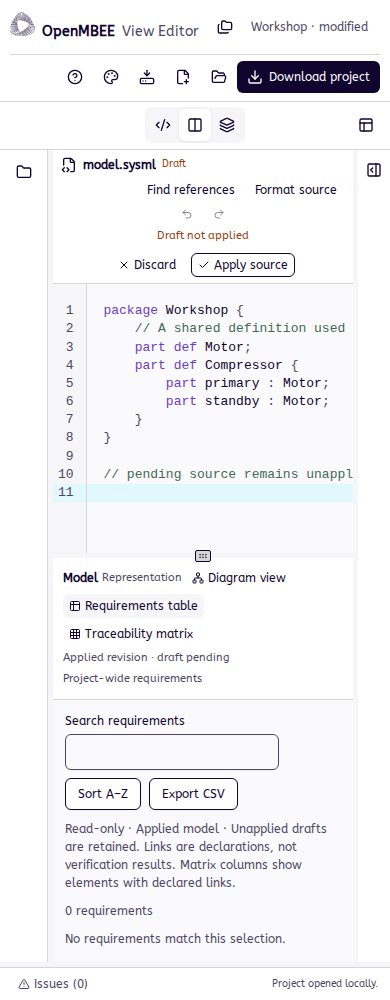 OpenMBEE View Editor Workshop · modified
Download project
model.sysml Draft
Find references Format source
Draft not applied
Discard Apply source
1 package Workshop {
2 // A shared definition used
3 part def Motor;
4 part def Compressor {
5 part primary : Motor;
6 part standby : Motor;
7 }
8 }
9
10 // pending source remains unappl
11
Model Representation Diagram view
Requirements table
Traceability matrix
Applied revision · draft pending
Project-wide requirements
Search requirements
Sort A–Z Export CSV
Read-only · Applied model · Unapplied drafts
are retained. Links are declarations, not
verification results. Matrix columns show
elements with declared links.
0 requirements
No requirements match this selection.
Issues (0) Project opened locally.